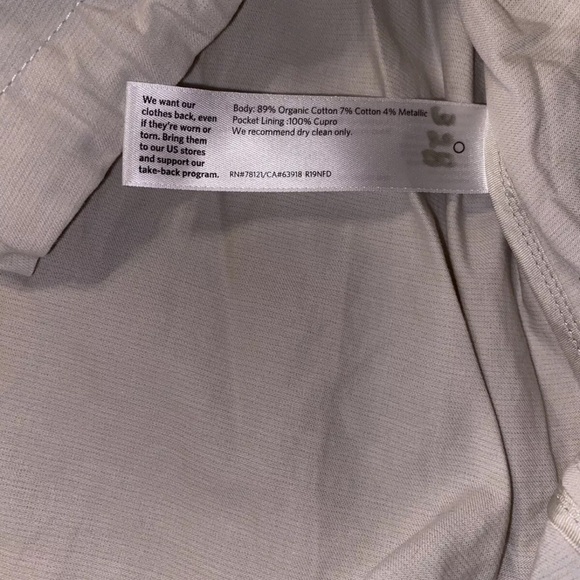 We want our
clothes back, even
if they're worn or
torn. Bring them
to our US stores
and support our
take-back program.
Body: 89% Organic Cotton 7% Cotton 4% Metallic
Pocket Lining :100% Cupro
We recommend dry clean only.
RN#78121/CA#63918 R19NFD